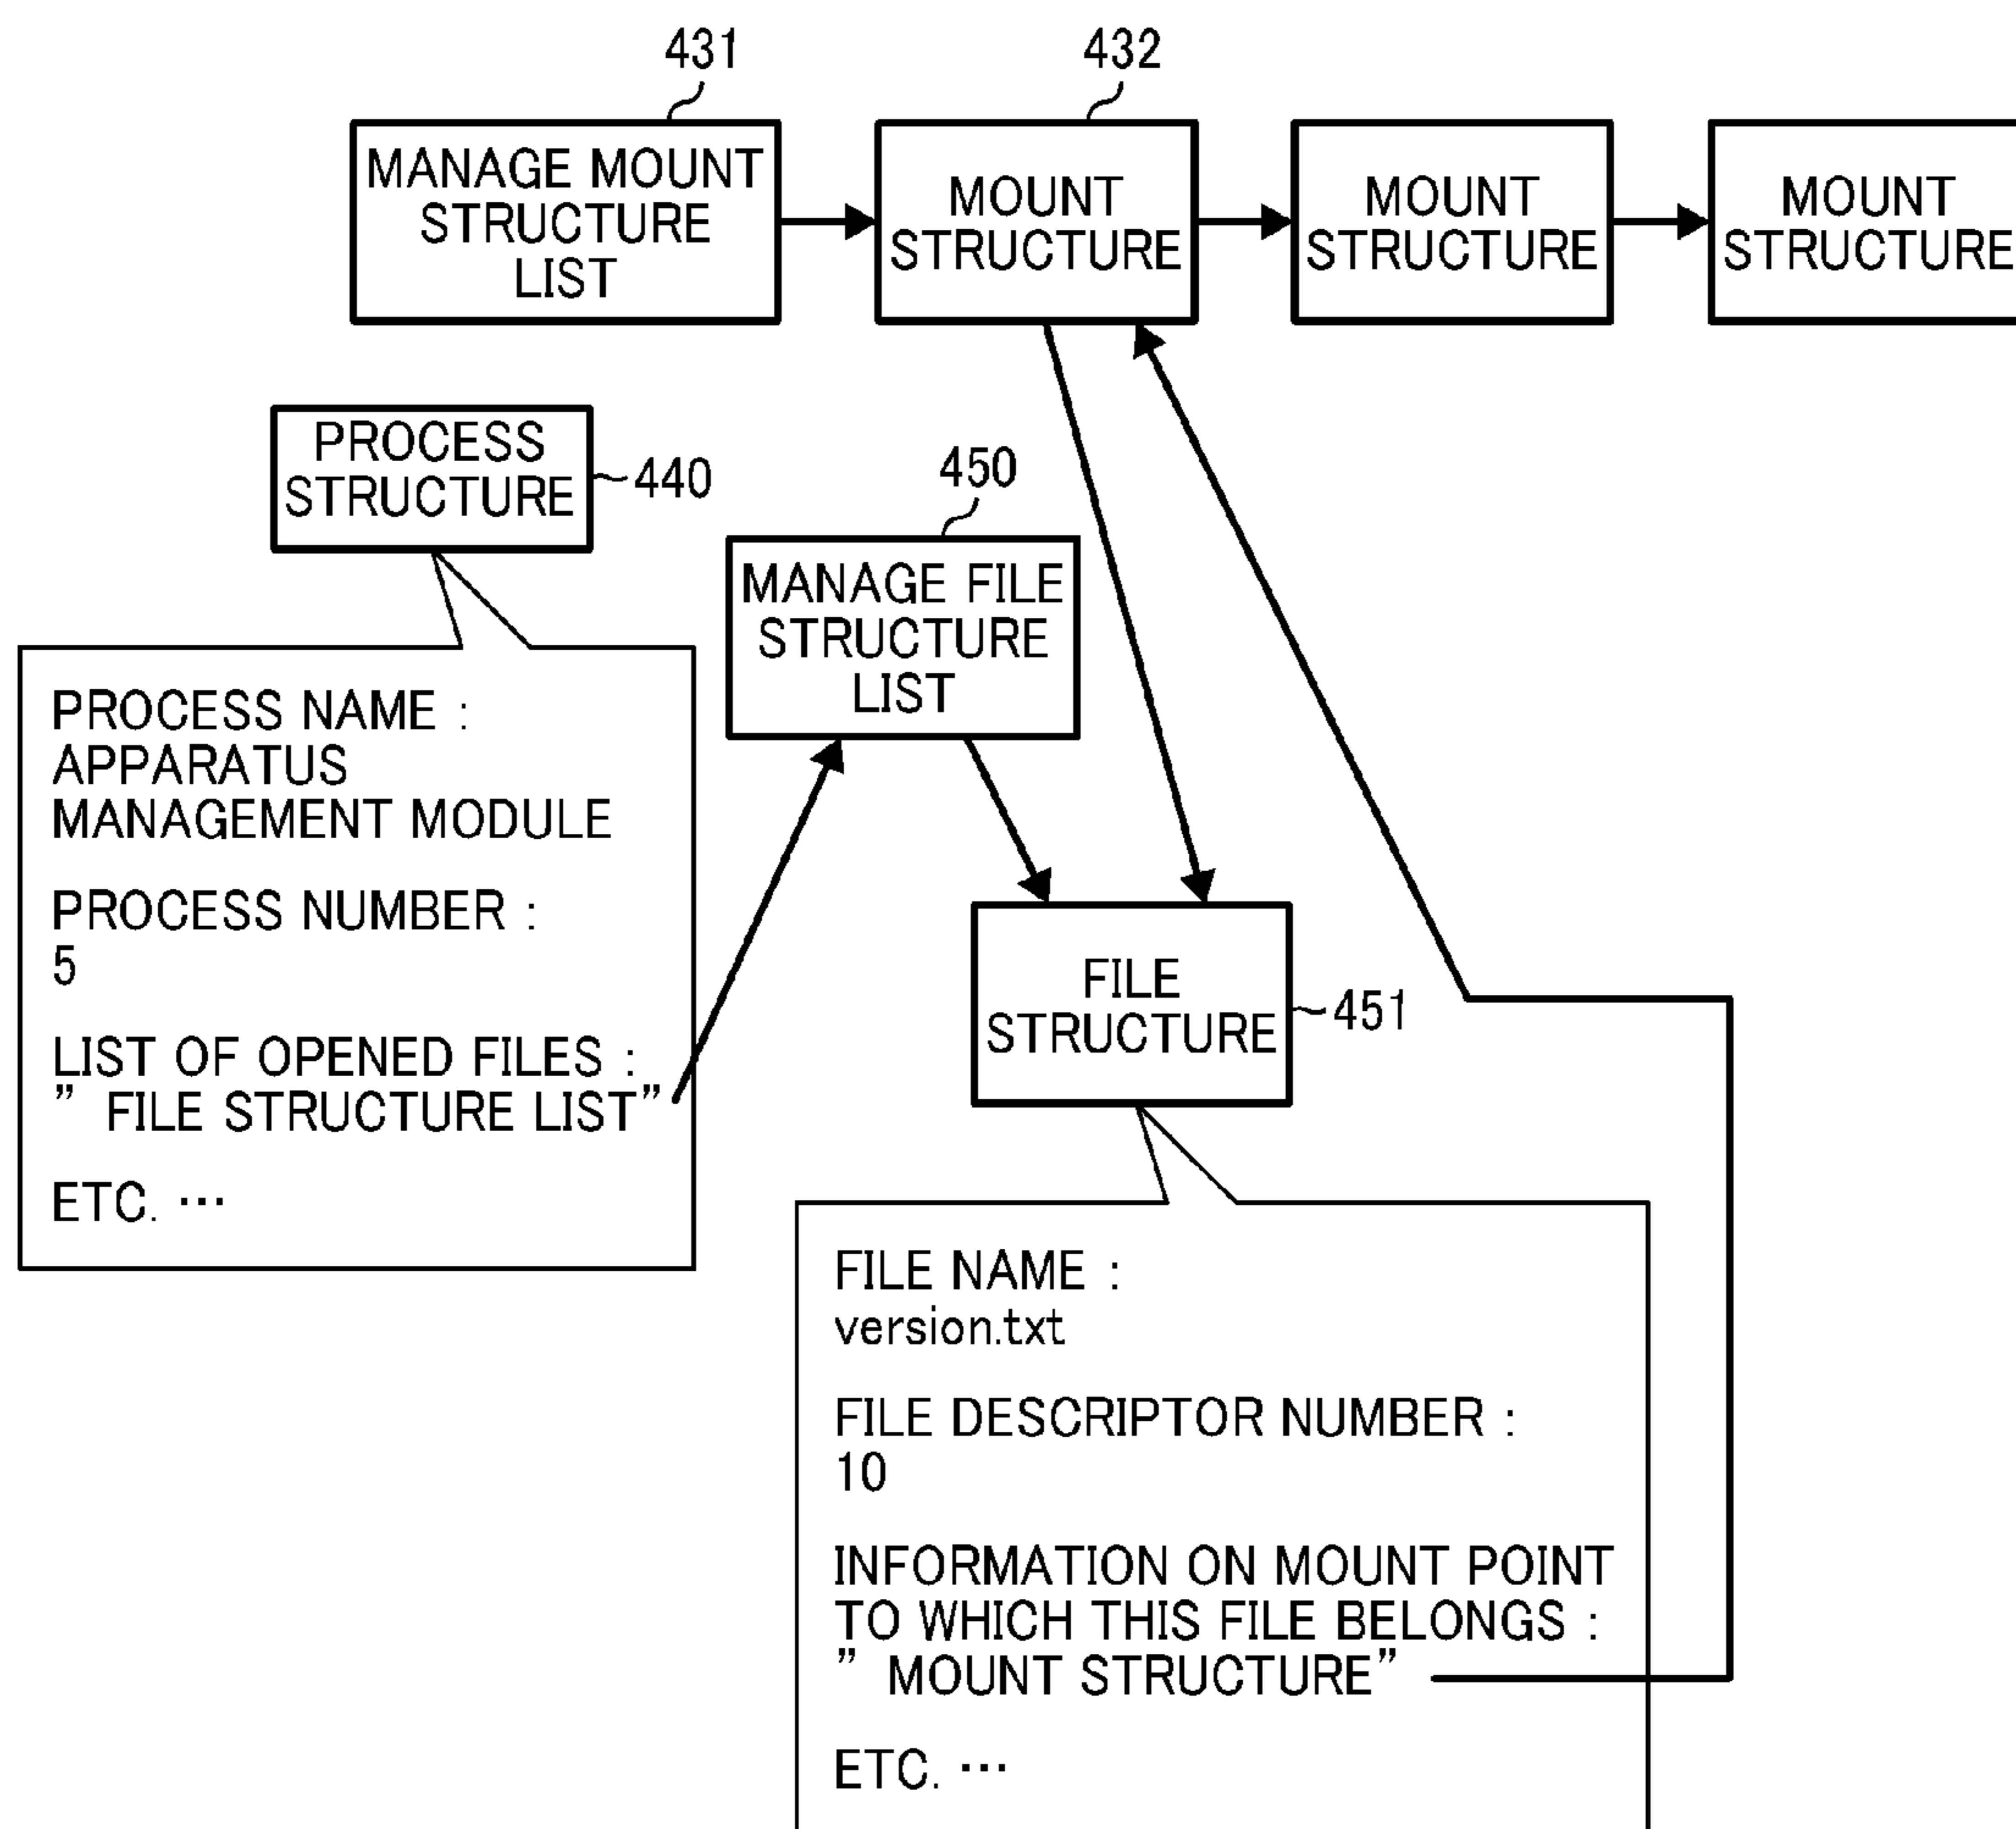 431
432
MANAGE MOUNT
STRUCTURE
LIST
MOUNT
STRUCTURE
MOUNT
STRUCTURE
MOUNT
STRUCTURE
PROCESS
STRUCTURE
440
450
MANAGE FILE
STRUCTURE
LIST
PROCESS NAME :
APPARATUS
MANAGEMENT MODULE
PROCESS NUMBER :
5
LIST OF OPENED FILES :
” FILE STRUCTURE LIST”
ETC. ···
FILE
STRUCTURE
451
FILE NAME :
version.txt
FILE DESCRIPTOR NUMBER :
10
INFORMATION ON MOUNT POINT
TO WHICH THIS FILE BELONGS :
” MOUNT STRUCTURE”
ETC. ···